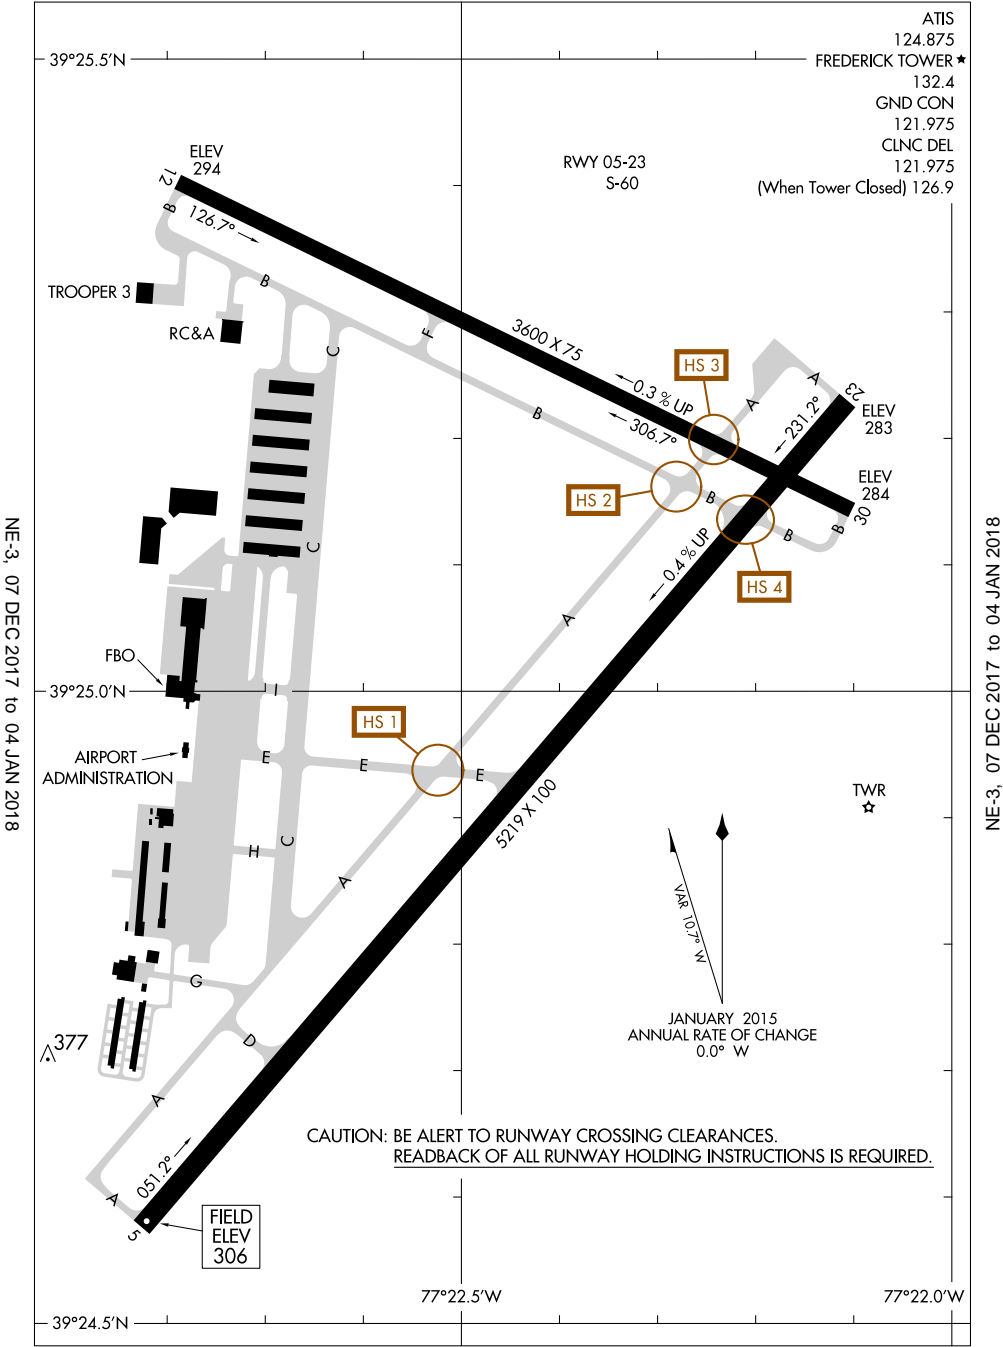 ATIS
124.875
39°25.5'N
FREDERICK TOWER ★
132.4
GND CON
121.975
CLNC DEL
121.975
(When Tower Closed) 126.9
ELEV
294
RWY 05-23
S-60
12
B
126.7°
TROOPER 3
RC&A
B
F
C
3600 X 75
0.3 % UP
306.7°
HS 3
A
A
23
231.2°
ELEV
283
ELEV
284
30
B
HS 2
B
B
B
HS 4
0.4 % UP
C
A
FBO
39°25.0'N
I
HS 1
E
E
E
AIRPORT
ADMINISTRATION
5219 X 100
TWR
H
C
A
VAR 10.7° W
G
JANUARY 2015
ANNUAL RATE OF CHANGE
0.0° W
377
D
A
CAUTION: BE ALERT TO RUNWAY CROSSING CLEARANCES.
READBACK OF ALL RUNWAY HOLDING INSTRUCTIONS IS REQUIRED.
051.2°
A
5
FIELD
ELEV
306
77°22.5'W
77°22.0'W
39°24.5'N
NE-3, 07 DEC 2017 to 04 JAN 2018
NE-3, 07 DEC 2017 to 04 JAN 2018